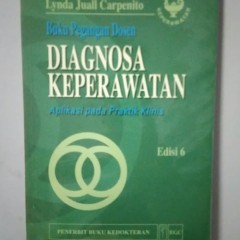 Lynda Juall Carpenito
Buku Pegangan Dosen
DIAGNOSA
KEPERAWATAN
Aplikasi pada Praktik Klinis
Edisi 6
PENERBIT BUKU KEDOKTERAN
EGC